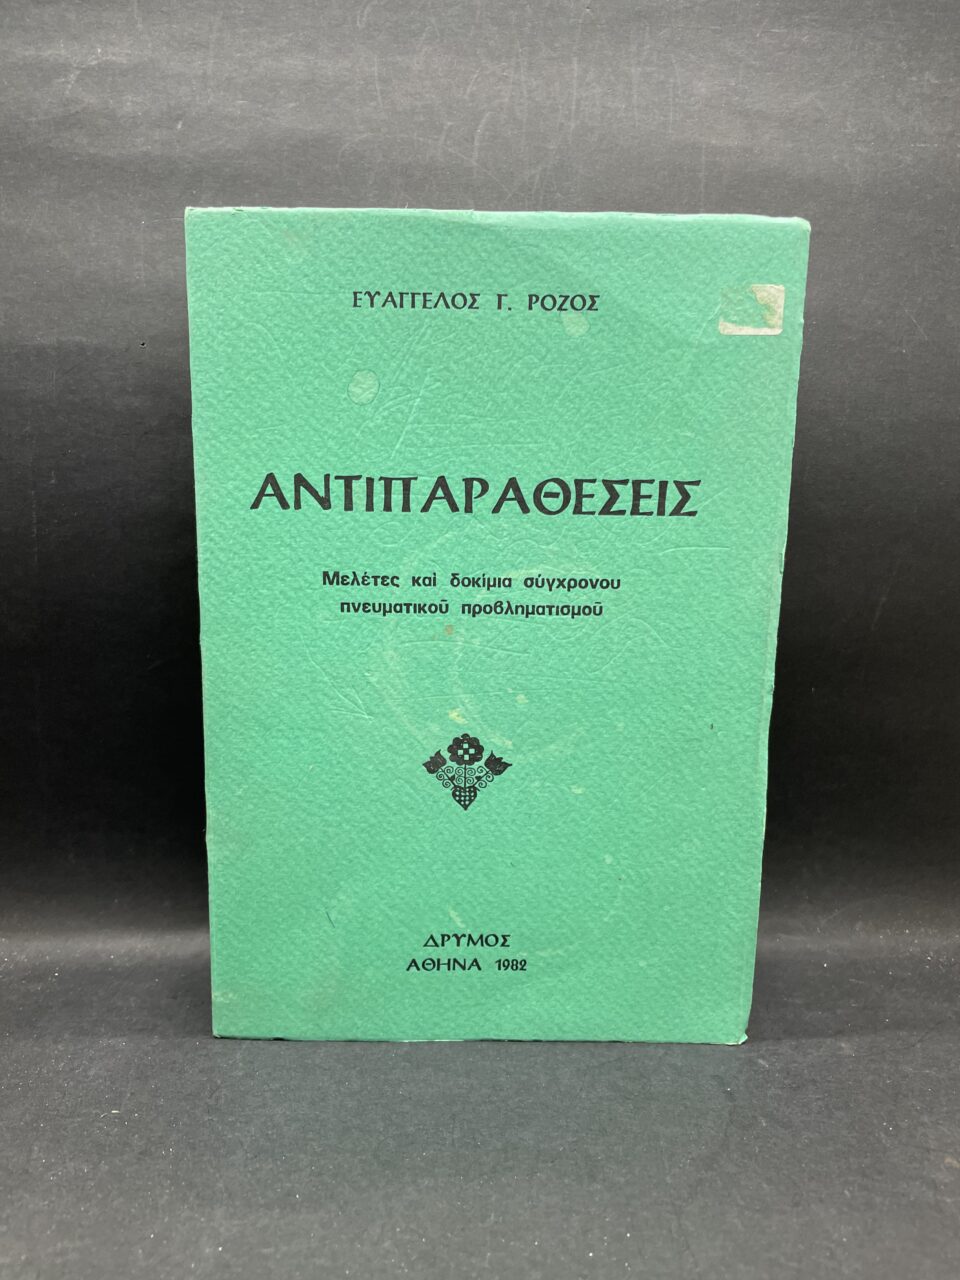 ΕΥΑΓΓΕΛΟΣ Γ. ΡΟΖΟΣ
ΑΝΤΙΠΑΡΑΘΕΣΕΙΣ
Μελέτες καὶ δοκίμια σύγχρονου
πνευματικοῦ προβληματισμοῦ
ΔΡΥΜΟΣ
ΑΘΗΝΑ 1982